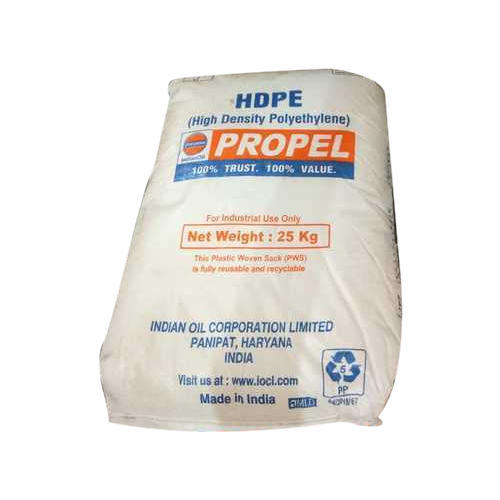 HDPE
(High Density Polyethylene)
IndianOil
PROPEL
100% TRUST. 100% VALUE.
For Industrial Use Only
Net Weight : 25 Kg
This Plastic Woven Sack (PWS)
is fully reusable and recyclable
INDIAN OIL CORPORATION LIMITED
PANIPAT, HARYANA
INDIA
Visit us at : www.iocl.com
Made in India
5
PP